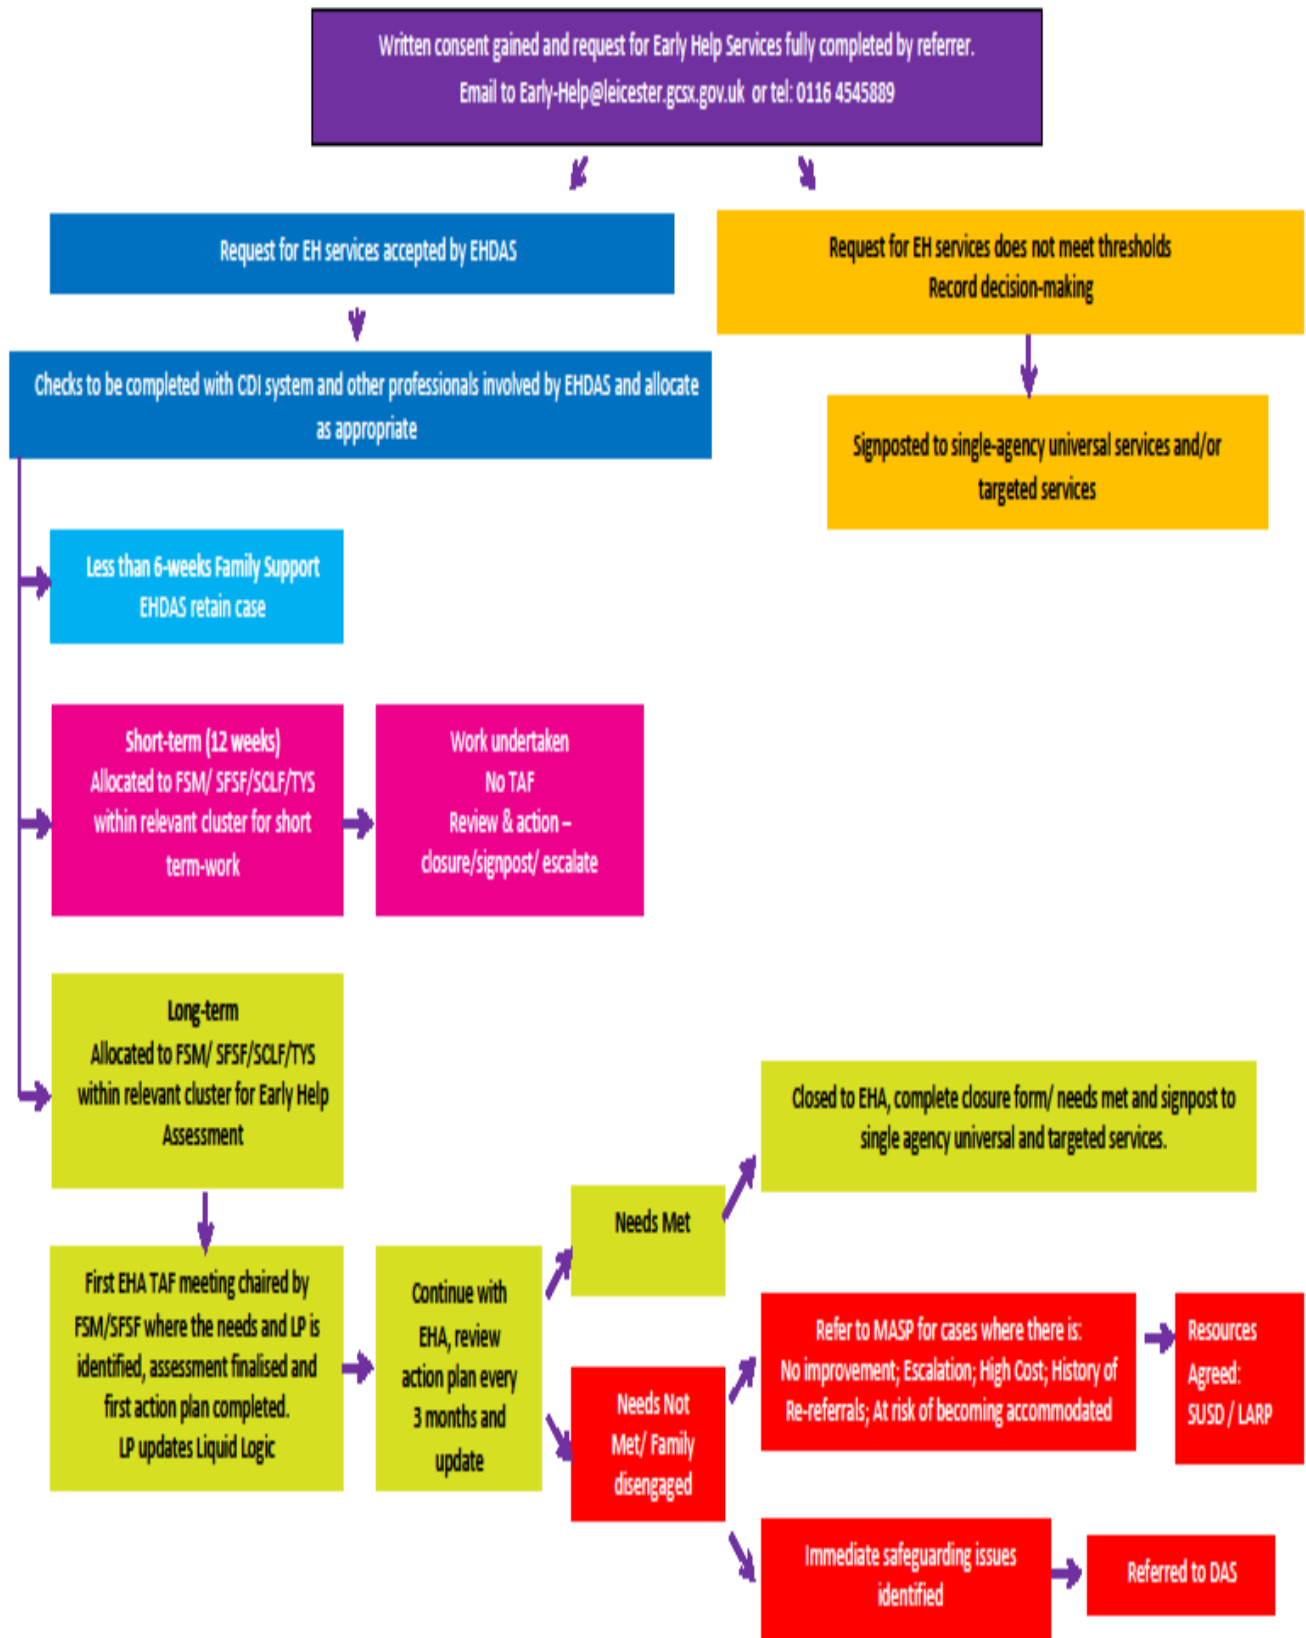 Written consent gained and request for Early Help Services fully completed by referrer.
Email to Early-Help@leicester.gcsx.gov.uk or tel: 0116 4545889
Request for EH services accepted by EHDAS
Request for EH services does not meet thresholds
Record decision-making
Checks to be completed with CDI system and other professionals involved by EHDAS and allocate
as appropriate
Signposted to single-agency universal services and/or
targeted services
Less than 6-weeks Family Support
EHDAS retain case
Short-term (12 weeks)
Allocated to FSM/ SFSF/SCLF/TYS
within relevant cluster for short
term-work
Work undertaken
No TAF
Review & action –
closure/signpost/ escalate
Long-term
Allocated to FSM/ SFSF/SCLF/TYS
within relevant cluster for Early Help
Assessment
Closed to EHA, complete closure form/ needs met and signpost to
single agency universal and targeted services.
First EHA TAF meeting chaired by
FSM/SFSF where the needs and LP is
identified, assessment finalised and
first action plan completed.
LP updates Liquid Logic
Continue with
EHA, review
action plan every
3 months and
update
Needs Met
Needs Not
Met/ Family
disengaged
Refer to MASP for cases where there is:
No improvement; Escalation; High Cost; History of
Re-referrals; At risk of becoming accommodated
Resources
Agreed:
SUSD / LARP
Immediate safeguarding issues
identified
Referred to DAS